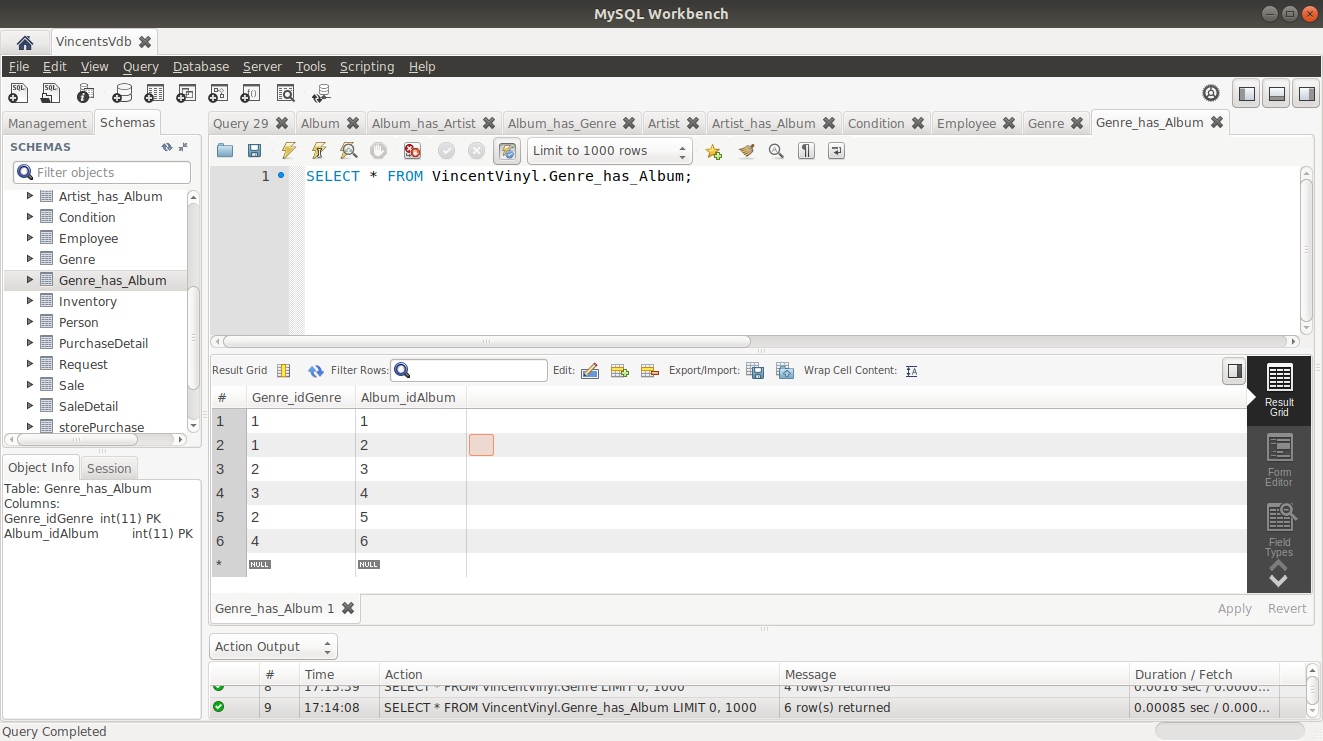 MySQL Workbench
VincentsVdb
File Edit View Query Database Server Tools Scripting Help
Management Schemas
Query 29 Album Album_has_Artist Album_has_Genre Artist Artist_has_Album Condition Employee Genre Genre_has_Album
SCHEMAS
Limit to 1000 rows
Filter objects
1 SELECT * FROM VincentVinyl.Genre_has_Album;
Artist_has_Album
Condition
Employee
Genre
Genre_has_Album
Inventory
Person
PurchaseDetail
Request
Sale
SaleDetail
storePurchase
Result Grid Filter Rows: Edit: Export/Import: Wrap Cell Content:
# Genre_idGenre Album_idAlbum
1 1 1
2 1 2
3 2 3
4 3 4
5 2 5
6 4 6
* NULL NULL
Result
Grid
Form
Editor
Field
Types
Object Info Session
Table: Genre_has_Album
Columns:
Genre_idGenre int(11) PK
Album_idAlbum int(11) PK
Genre_has_Album 1
Apply Revert
Action Output
# Time Action Message Duration / Fetch
8 17:13:39 SELECT * FROM VincentVinyl.Genre LIMIT 0, 1000 4 row(s) returned 0.0016 sec / 0.0000...
9 17:14:08 SELECT * FROM VincentVinyl.Genre_has_Album LIMIT 0, 1000 6 row(s) returned 0.00085 sec / 0.000...
Query Completed